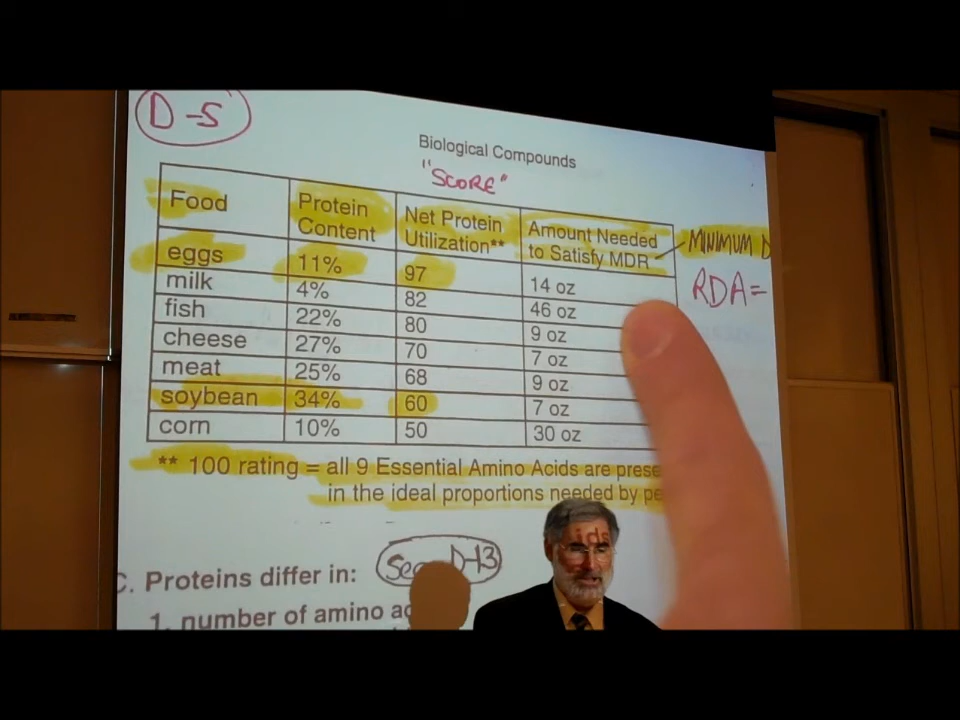 D-5
Biological Compounds
"SCORE"
Food Protein Content Net Protein Utilization** Amount Needed to Satisfy MDR MINIMUM D
RDA=
eggs 11% 97 14 oz
milk 4% 82 46 oz
fish 22% 80 9 oz
cheese 27% 70 7 oz
meat 25% 68 9 oz
soybean 34% 60 7 oz
corn 10% 50 30 oz
** 100 rating = all 9 Essential Amino Acids are prese
in the ideal proportions needed by pe
C. Proteins differ in: See D-13
1. number of amino ac
ids